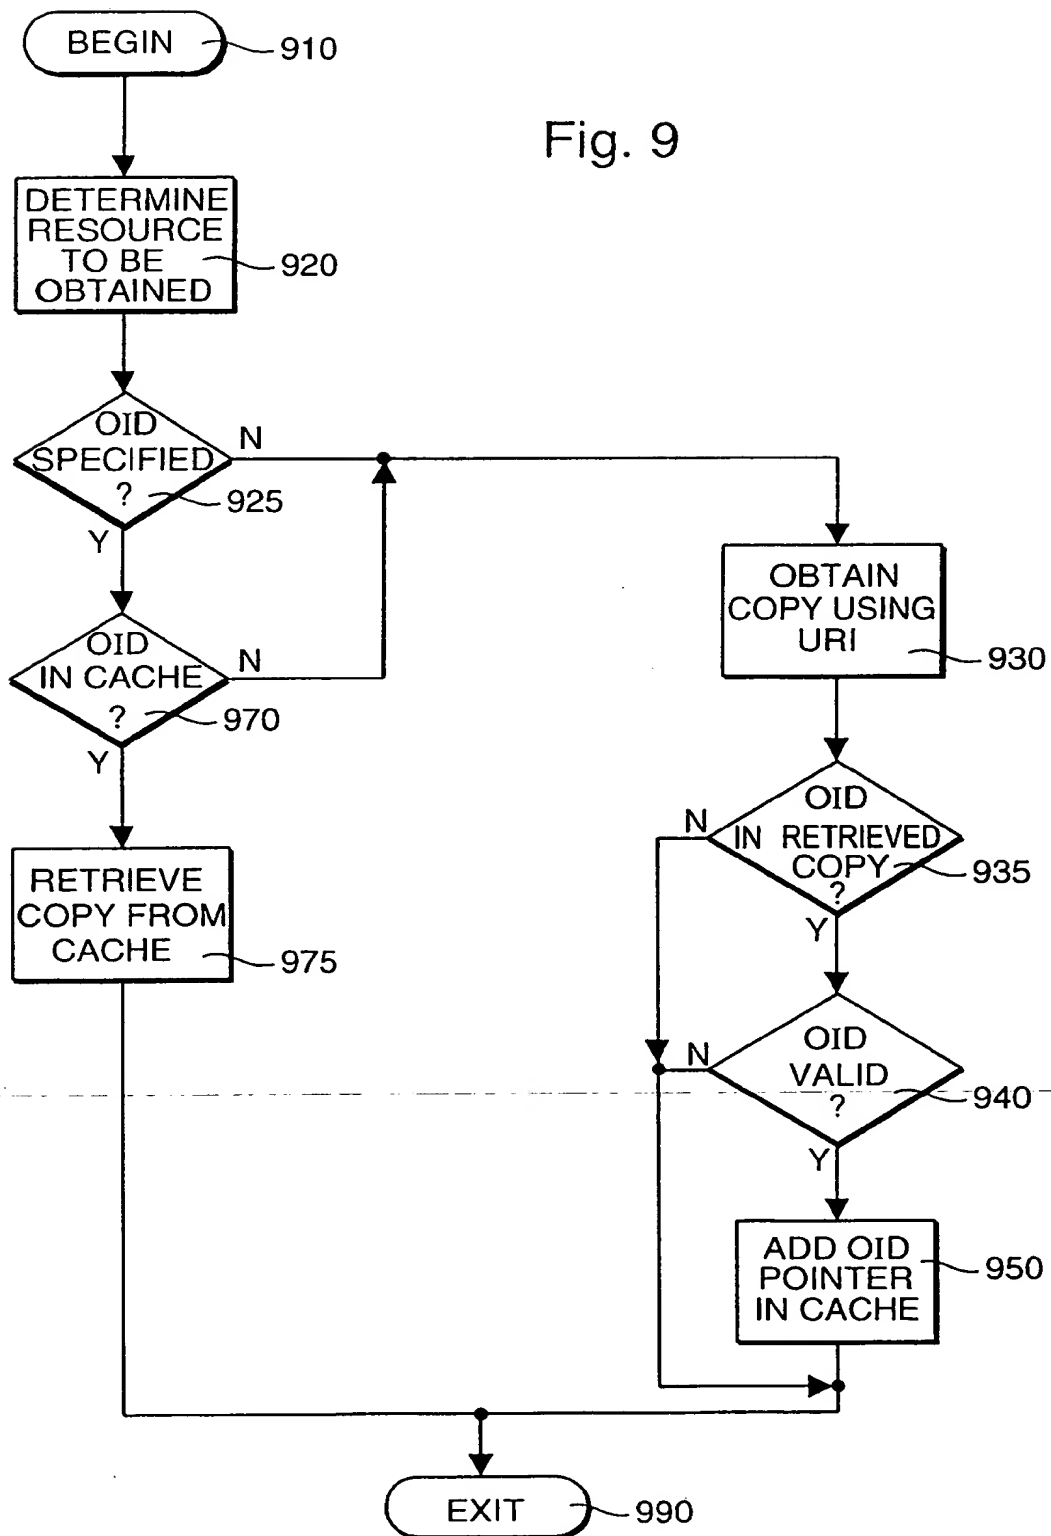 BEGIN
910
Fig. 9
DETERMINE
RESOURCE
TO BE
OBTAINED
920
OID
SPECIFIED
?
925
N
Y
OID
IN CACHE
?
970
N
Y
RETRIEVE
COPY FROM
CACHE
975
OBTAIN
COPY USING
URI
930
OID
IN RETRIEVED
COPY
?
935
N
Y
OID
VALID
?
940
N
Y
ADD OID
POINTER
IN CACHE
950
EXIT
990